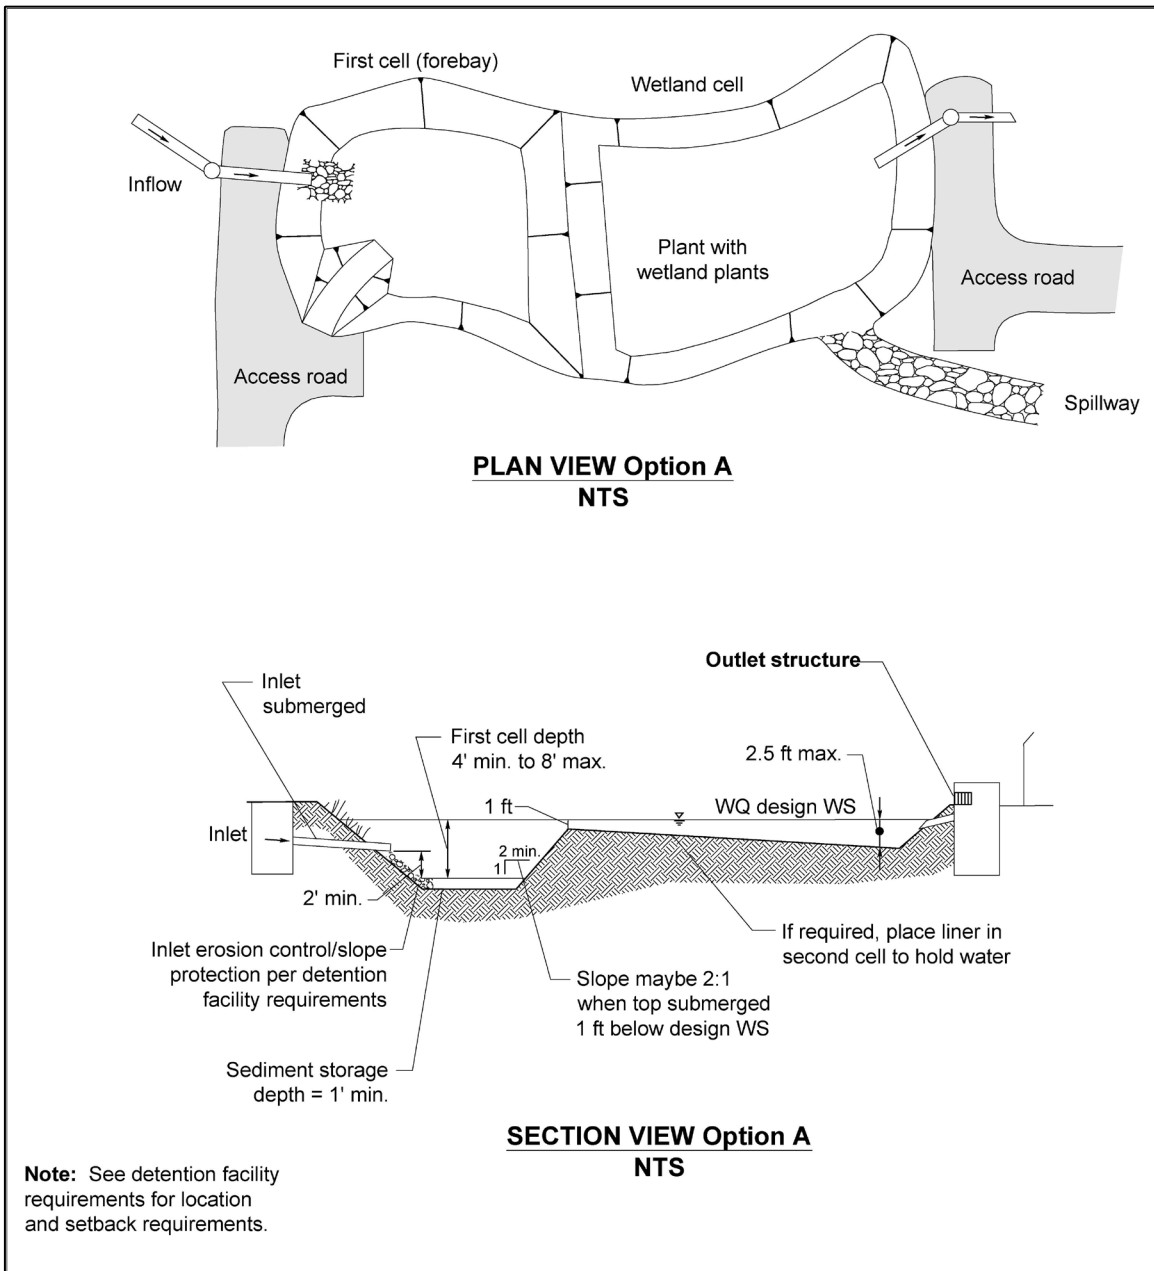 First cell (forebay)
Wetland cell
Inflow
Plant with
wetland plants
Access road
Access road
Spillway
PLAN VIEW Option A
NTS
Outlet structure
Inlet
submerged
First cell depth
4' min. to 8' max.
2.5 ft max.
1 ft
WQ design WS
Inlet
2 min.
1
2' min.
If required, place liner in
second cell to hold water
Inlet erosion control/slope
protection per detention
facility requirements
Slope maybe 2:1
when top submerged
1 ft below design WS
Sediment storage
depth = 1' min.
SECTION VIEW Option A
NTS
Note: See detention facility
requirements for location
and setback requirements.